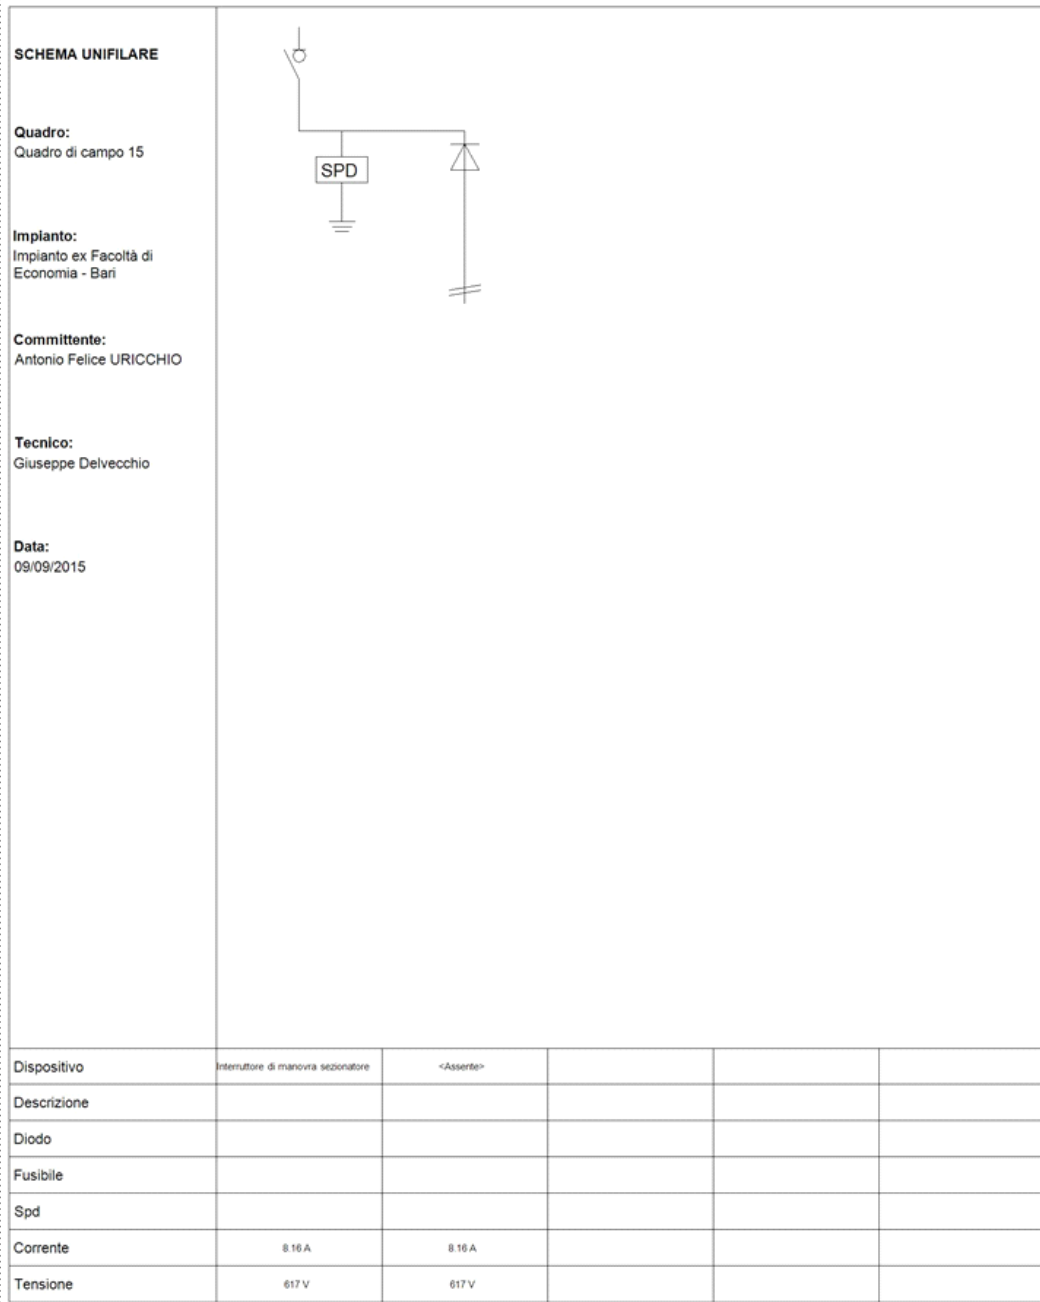 SCHEMA UNIFILARE
Quadro:
Quadro di campo 15
Impianto:
Impianto ex Facoltà di
Economia - Bari
Committente:
Antonio Felice URICCHIO
Tecnico:
Giuseppe Delvecchio
Data:
09/09/2015
SPD
Dispositivo Interruttore di manovra sezionatore <Assente>
Descrizione
Diodo
Fusibile
Spd
Corrente 8.16 A 8.16 A
Tensione 617 V 617 V